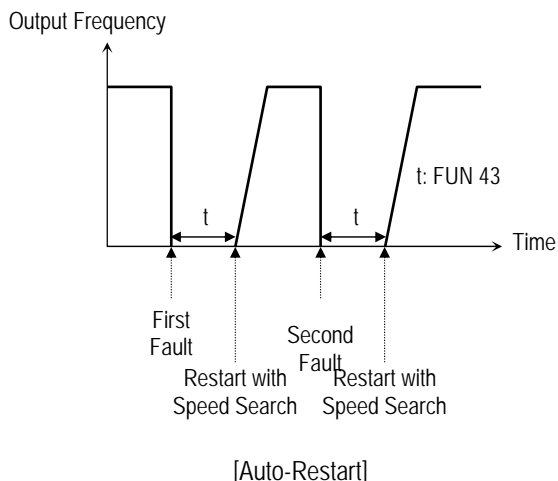 Output Frequency
t: FUN 43
t
t
Time
First
Fault
Second
Fault
Restart with
Speed Search
Restart with
Speed Search
[Auto-Restart]